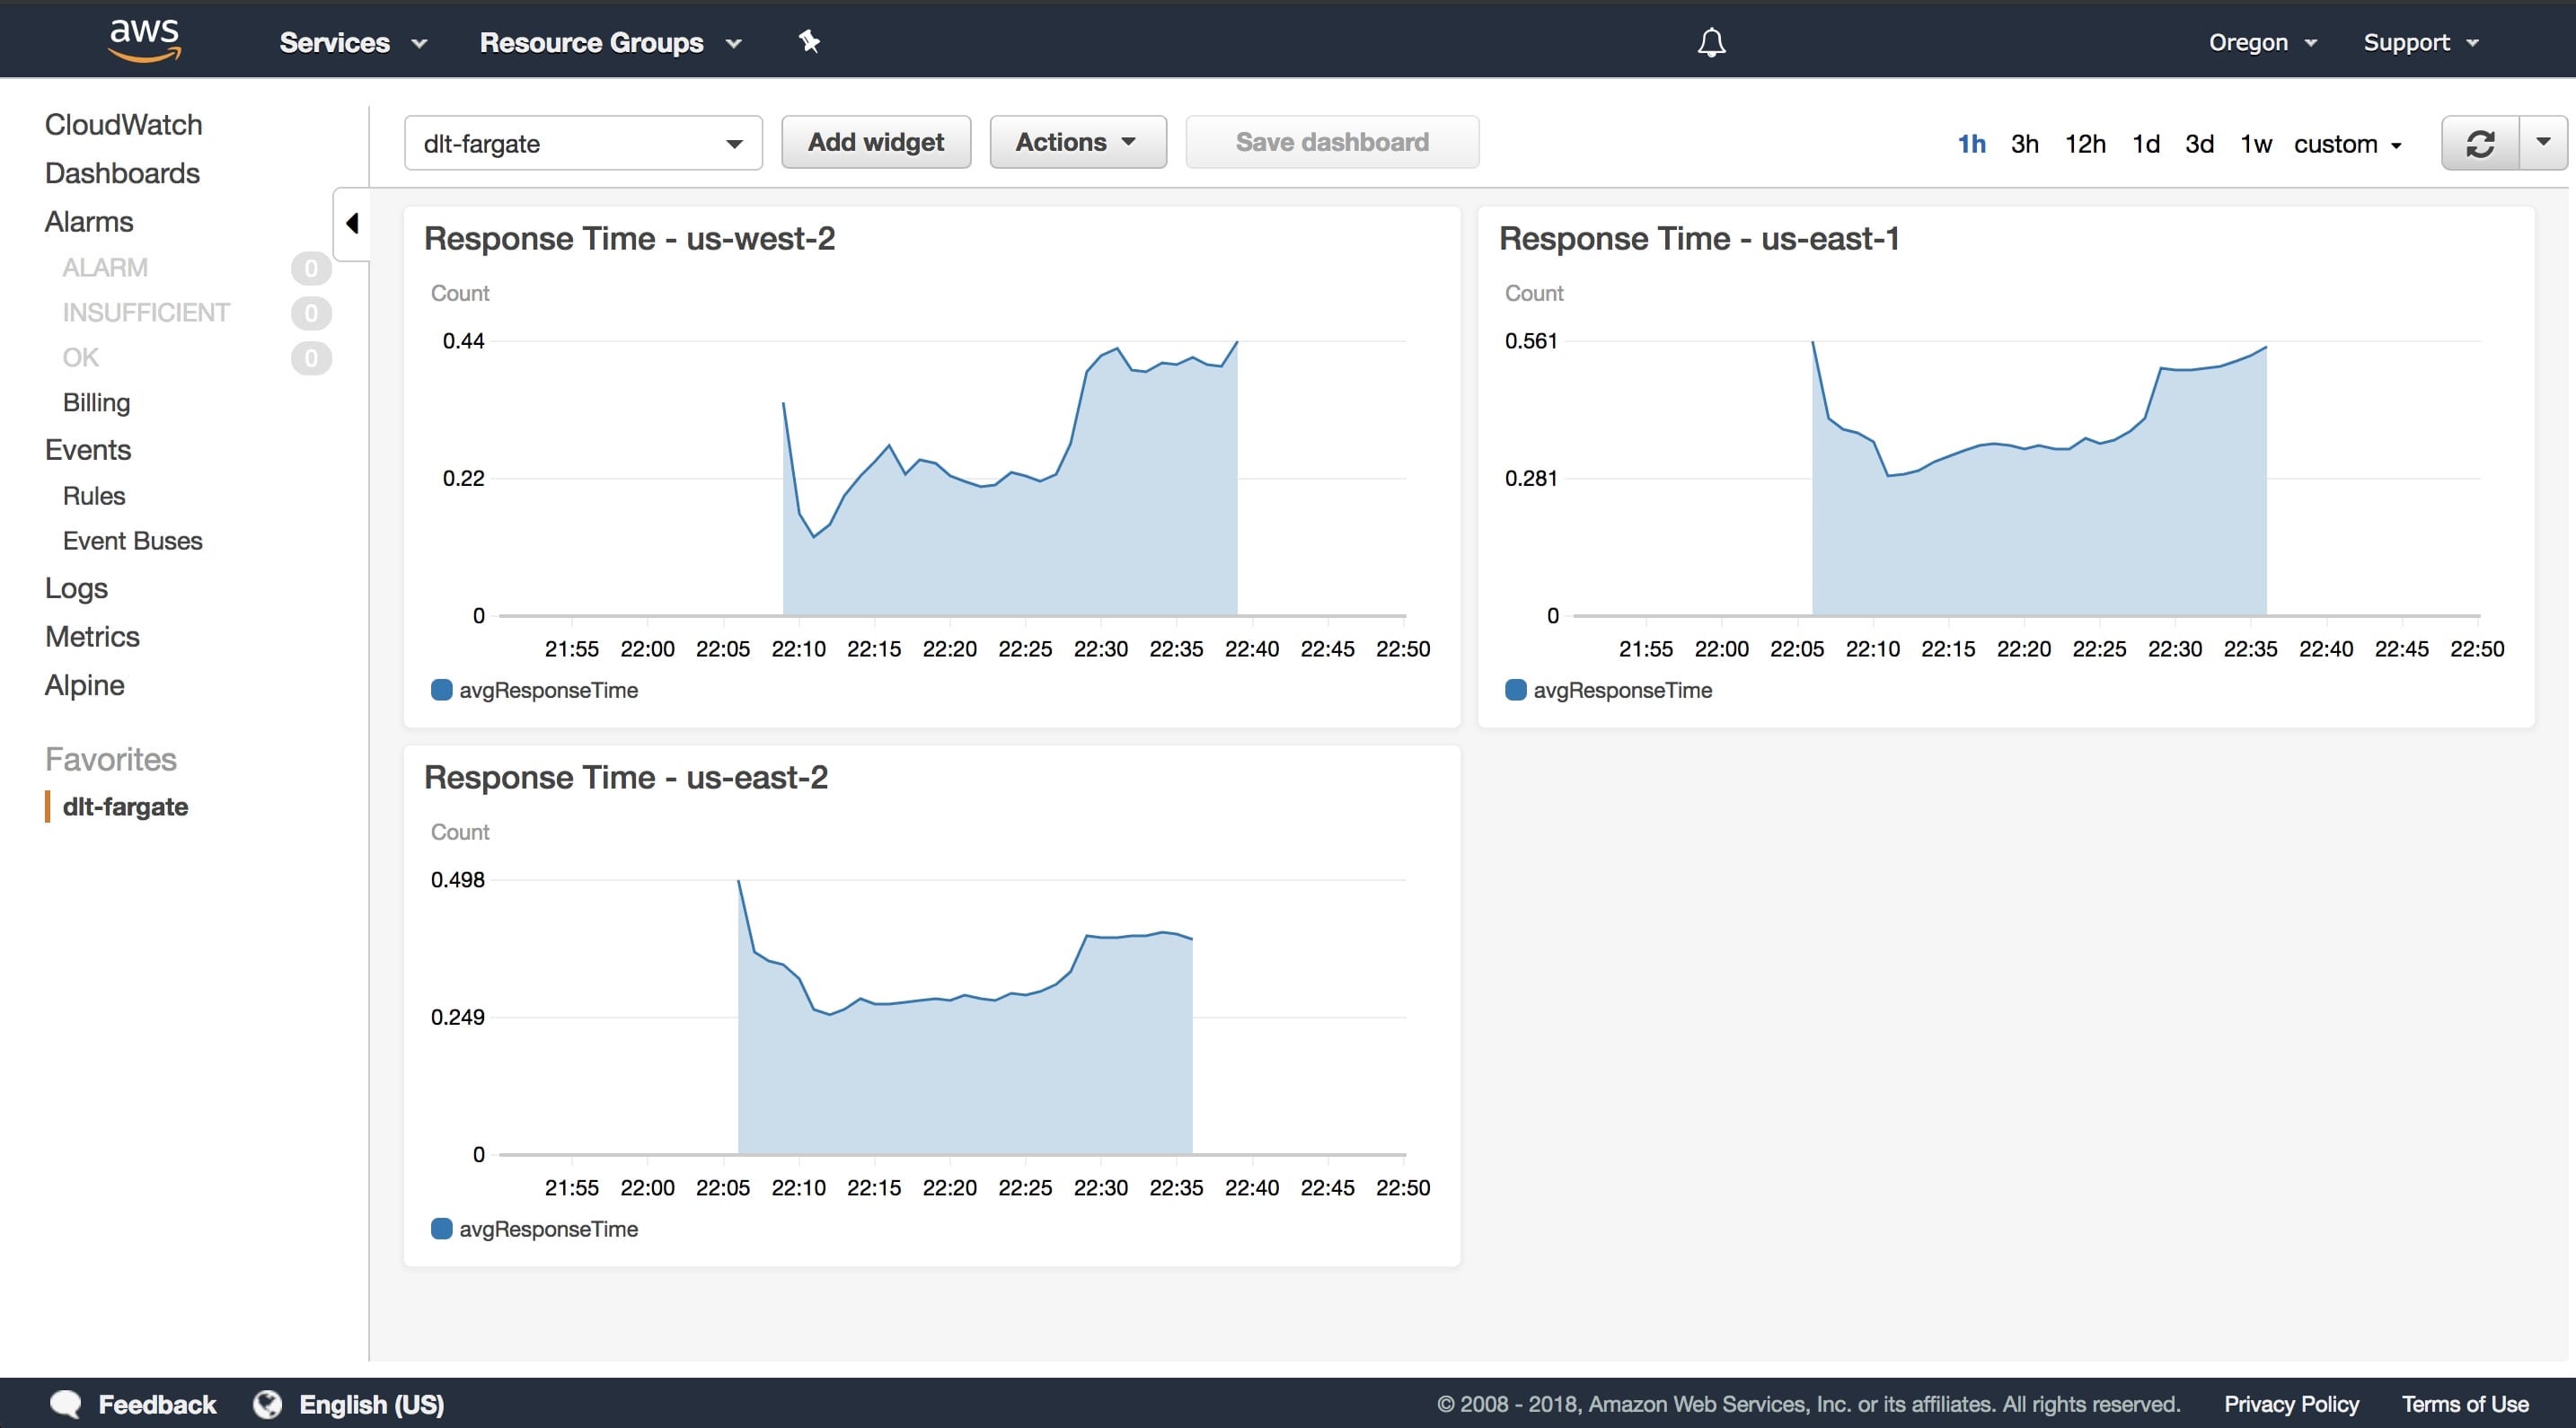 aws Services Resource Groups Oregon Support
CloudWatch
Dashboards
Alarms
ALARM 0
INSUFFICIENT 0
OK 0
Billing
Events
Rules
Event Buses
Logs
Metrics
Alpine
Favorites
dlt-fargate
dlt-fargate Add widget Actions Save dashboard 1h 3h 12h 1d 3d 1w custom
Response Time - us-west-2
Count
0.44
0.22
0
21:55 22:00 22:05 22:10 22:15 22:20 22:25 22:30 22:35 22:40 22:45 22:50
avgResponseTime
Response Time - us-east-1
Count
0.561
0.281
0
21:55 22:00 22:05 22:10 22:15 22:20 22:25 22:30 22:35 22:40 22:45 22:50
avgResponseTime
Response Time - us-east-2
Count
0.498
0.249
0
21:55 22:00 22:05 22:10 22:15 22:20 22:25 22:30 22:35 22:40 22:45 22:50
avgResponseTime
Feedback English (US) © 2008 - 2018, Amazon Web Services, Inc. or its affiliates. All rights reserved. Privacy Policy Terms of Use